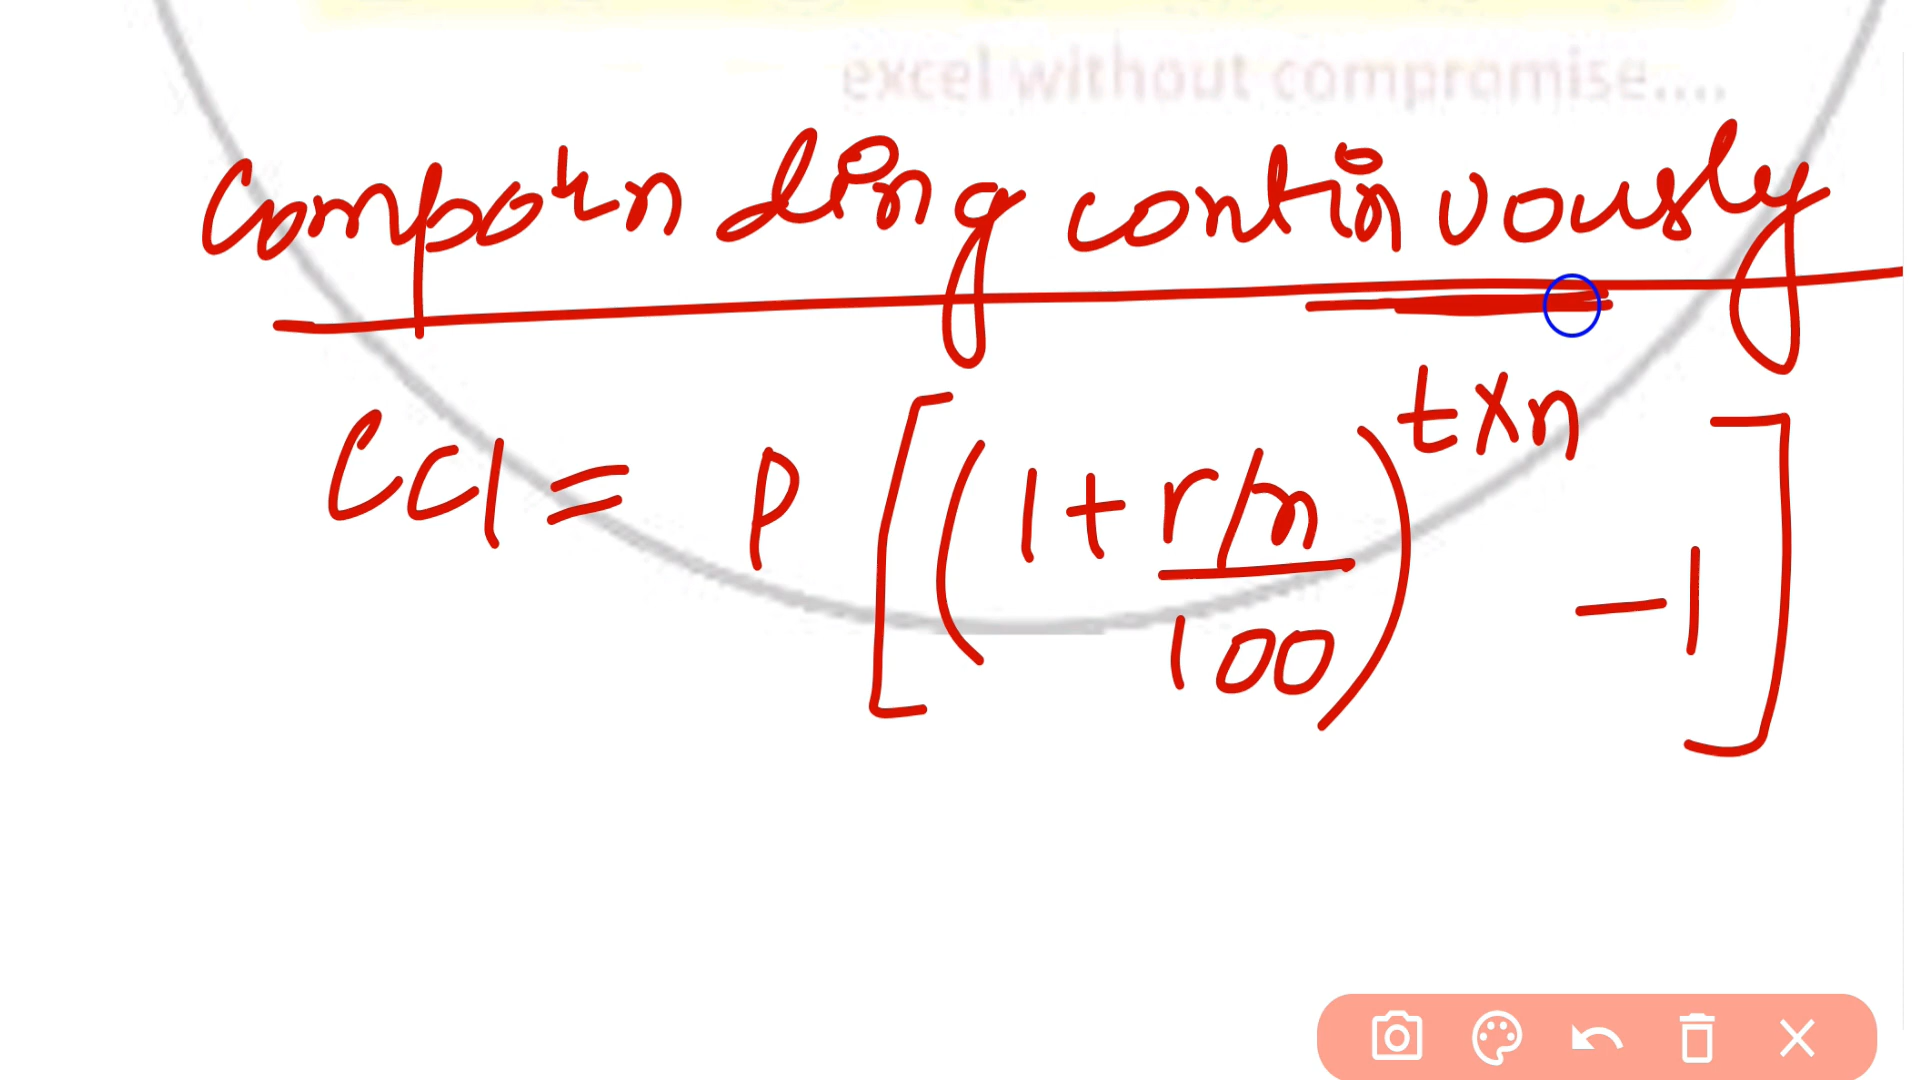 excel without compromise....
Compounding continuously
CCI = P [(1 + r/n / 100)^t×n - 1]